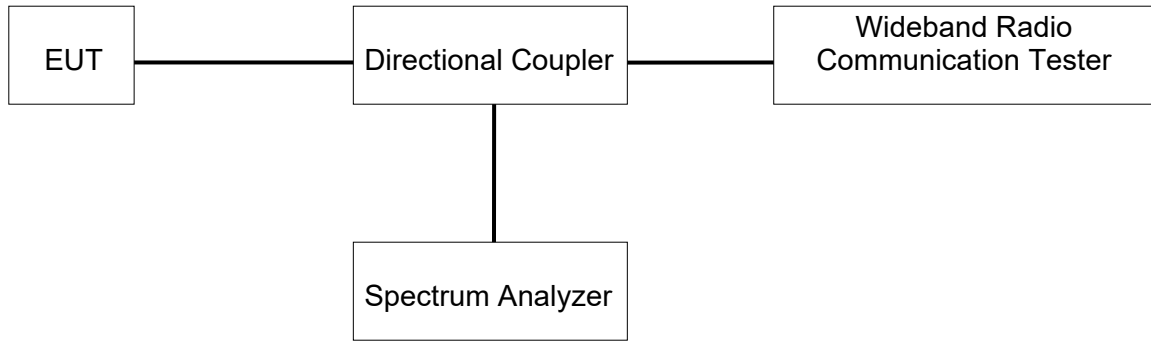 EUT
Directional Coupler
Wideband Radio
Communication Tester
Spectrum Analyzer